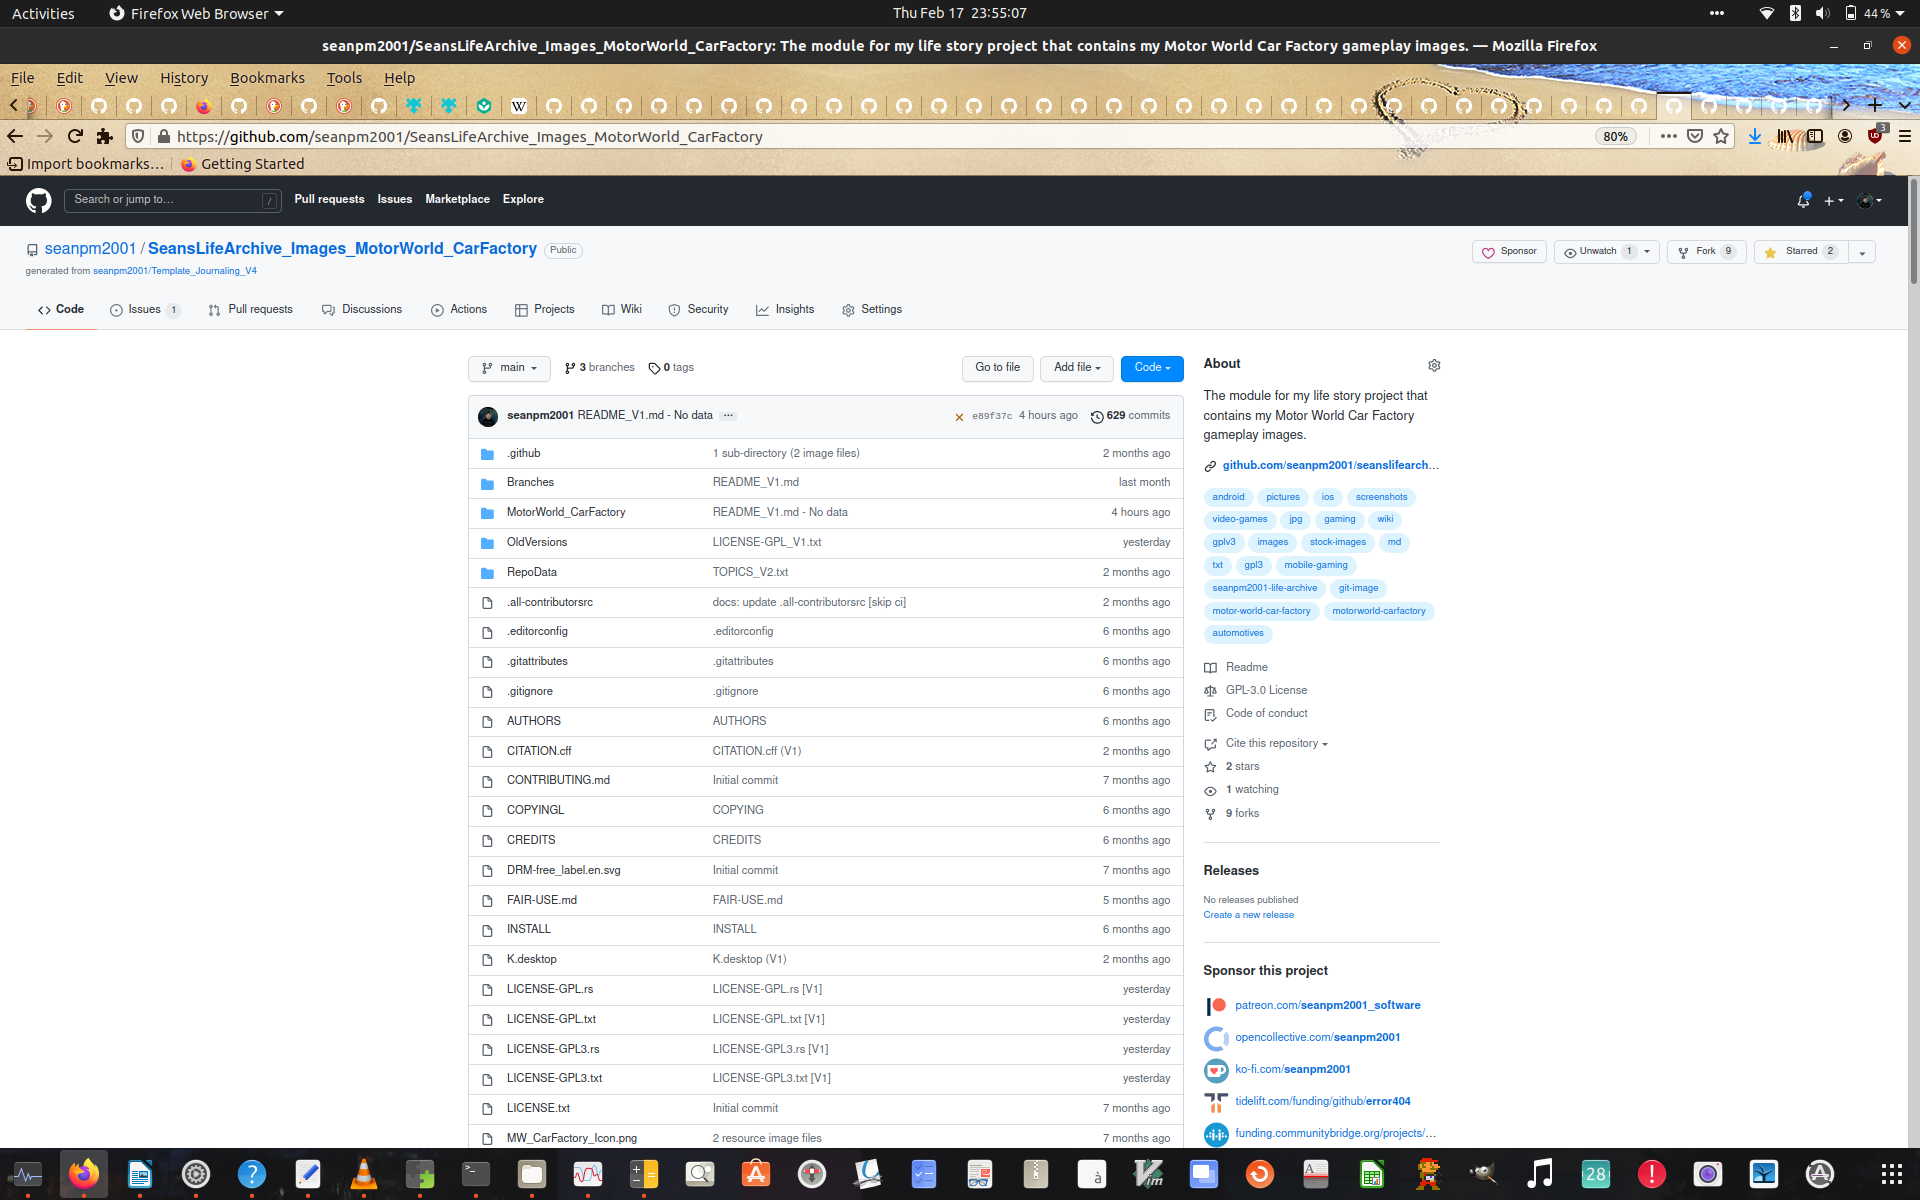 Activities
Firefox Web Browser
Thu Feb 17 23:55:07
44 %
seanpm2001/SeansLifeArchive_Images_MotorWorld_CarFactory: The module for my life story project that contains my Motor World Car Factory gameplay images. — Mozilla Firefox
File Edit View History Bookmarks Tools Help
https://github.com/seanpm2001/SeansLifeArchive_Images_MotorWorld_CarFactory
80%
3
Import bookmarks…
Getting Started
Search or jump to…
/
Pull requests Issues Marketplace Explore
seanpm2001 / SeansLifeArchive_Images_MotorWorld_CarFactory Public
generated from seanpm2001/Template_Journaling_V4
Sponsor
Unwatch 1
Fork 9
Starred 2
Code
Issues 1
Pull requests
Discussions
Actions
Projects
Wiki
Security
Insights
Settings
main
3 branches
0 tags
Go to file
Add file
Code
seanpm2001 README_V1.md - No data
e89f37c 4 hours ago
629 commits
.github 1 sub-directory (2 image files) 2 months ago
Branches README_V1.md last month
MotorWorld_CarFactory README_V1.md - No data 4 hours ago
OldVersions LICENSE-GPL_V1.txt yesterday
RepoData TOPICS_V2.txt 2 months ago
.all-contributorsrc docs: update .all-contributorsrc [skip ci] 2 months ago
.editorconfig .editorconfig 6 months ago
.gitattributes .gitattributes 6 months ago
.gitignore .gitignore 6 months ago
AUTHORS AUTHORS 6 months ago
CITATION.cff CITATION.cff (V1) 2 months ago
CONTRIBUTING.md Initial commit 7 months ago
COPYINGL COPYING 6 months ago
CREDITS CREDITS 6 months ago
DRM-free_label.en.svg Initial commit 7 months ago
FAIR-USE.md FAIR-USE.md 5 months ago
INSTALL INSTALL 6 months ago
K.desktop K.desktop (V1) 2 months ago
LICENSE-GPL.rs LICENSE-GPL.rs [V1] yesterday
LICENSE-GPL.txt LICENSE-GPL.txt [V1] yesterday
LICENSE-GPL3.rs LICENSE-GPL3.rs [V1] yesterday
LICENSE-GPL3.txt LICENSE-GPL3.txt [V1] yesterday
LICENSE.txt Initial commit 7 months ago
MW_CarFactory_Icon.png 2 resource image files 7 months ago
About
The module for my life story project that
contains my Motor World Car Factory
gameplay images.
github.com/seanpm2001/seanslifearch…
android pictures ios screenshots
video-games jpg gaming wiki
gplv3 images stock-images md
txt gpl3 mobile-gaming
seanpm2001-life-archive git-image
motor-world-car-factory motorworld-carfactory
automotives
Readme
GPL-3.0 License
Code of conduct
Cite this repository
2 stars
1 watching
9 forks
Releases
No releases published
Create a new release
Sponsor this project
patreon.com/seanpm2001_software
opencollective.com/seanpm2001
ko-fi.com/seanpm2001
tidelift.com/funding/github/error404
funding.communitybridge.org/projects/…
28